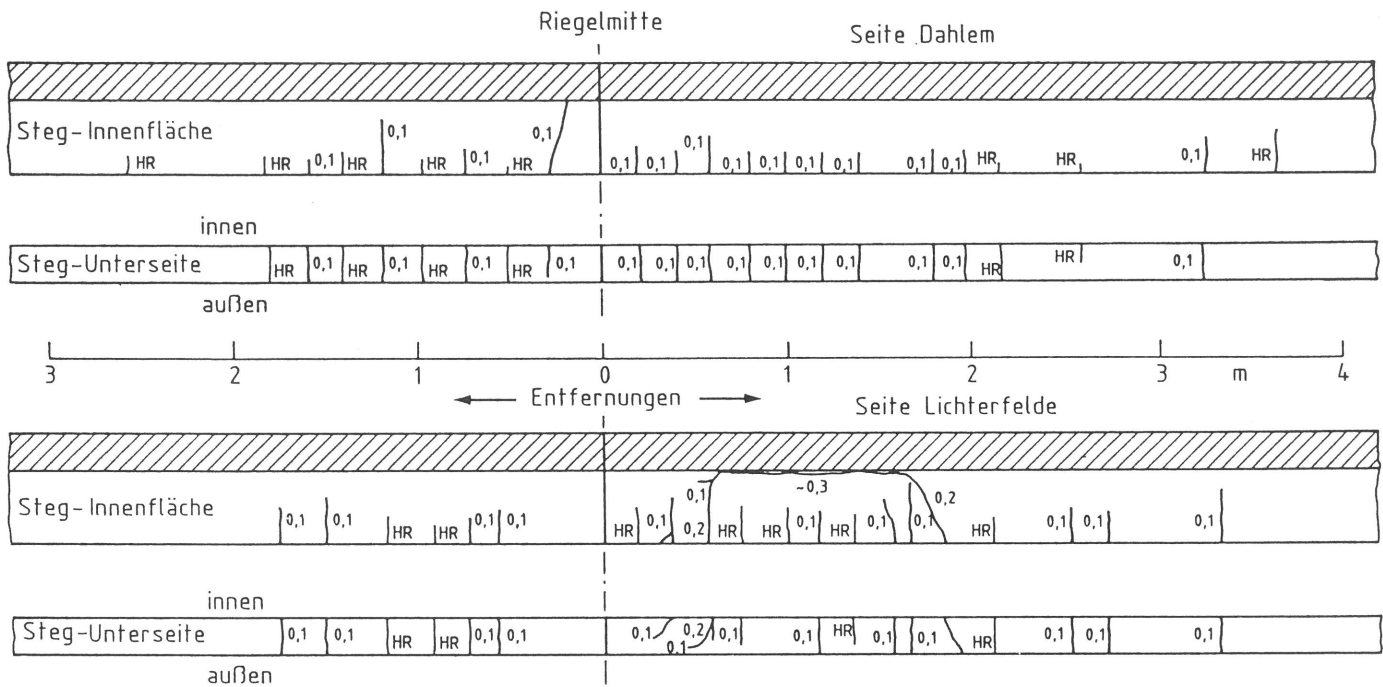 Riegelmitte
Seite Dahlem
Steg-Innenfläche
0,1 0,1
0,1 0,1
HR HR HR 0,1 HR HR HR 0,1 0,1 0,1 0,1 0,1 0,1 0,1 0,1 0,1 HR HR 0,1 HR
innen
Steg-Unterseite HR 0,1 HR 0,1 HR 0,1 HR 0,1 0,1 0,1 0,1 0,1 0,1 0,1 0,1 0,1 0,1 HR HR 0,1
außen
3 2 1 0 1 2 3 m 4
Entfernungen
Seite Lichterfelde
~0,3
0,1 0,2
Steg-Innenfläche 0,1 0,1 HR HR 0,1 0,1 HR 0,1 0,2 HR HR 0,1 HR 0,1 0,1 HR 0,1 0,1 0,1
innen
Steg-Unterseite 0,1 0,1 HR HR 0,1 0,1 0,1 0,2 0,1 0,1 0,1 HR 0,1 0,1 HR 0,1 0,1 0,1
außen